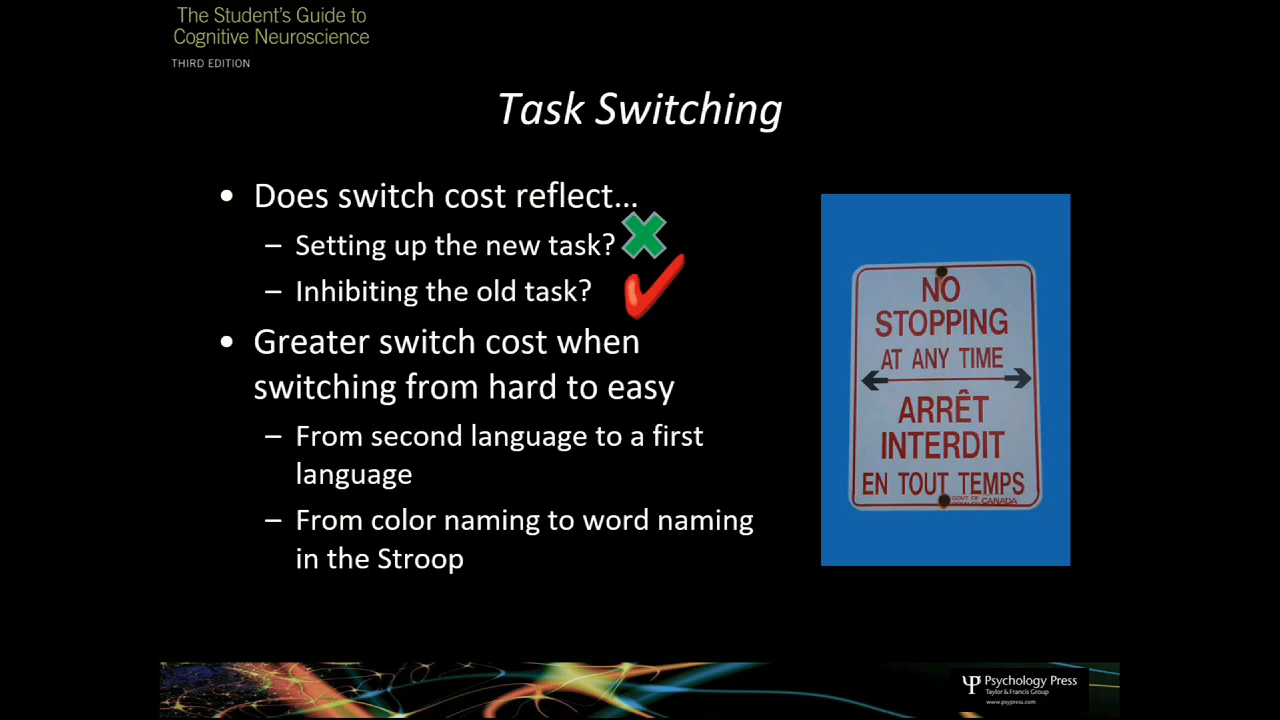 The Student's Guide to
Cognitive Neuroscience
THIRD EDITION
Task Switching
• Does switch cost reflect…
– Setting up the new task?
– Inhibiting the old task?
• Greater switch cost when
switching from hard to easy
– From second language to a first
language
– From color naming to word naming
in the Stroop
NO
STOPPING
AT ANY TIME
ARRÊT
INTERDIT
EN TOUT TEMPS
CANADA
Psychology Press
Taylor & Francis Group
www.psypress.com